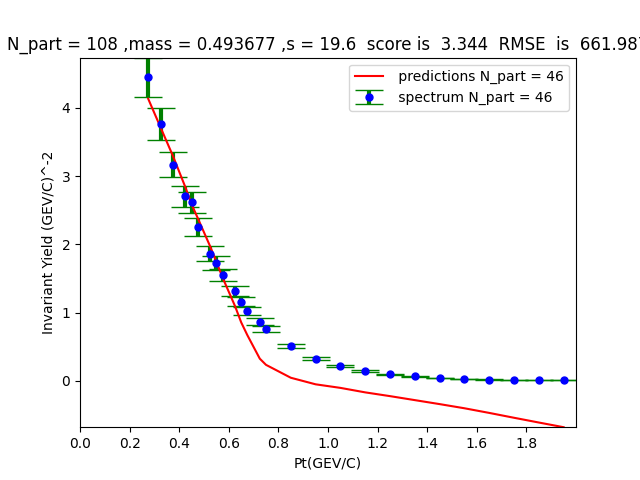 N_part = 108 ,mass = 0.493677 ,s = 19.6  score is  3.344  RMSE  is  661.987
predictions N_part = 46
spectrum N_part = 46
Invariant Yield (GEV/C)^-2
4
3
2
1
0
0.0 0.2 0.4 0.6 0.8 1.0 1.2 1.4 1.6 1.8
Pt(GEV/C)